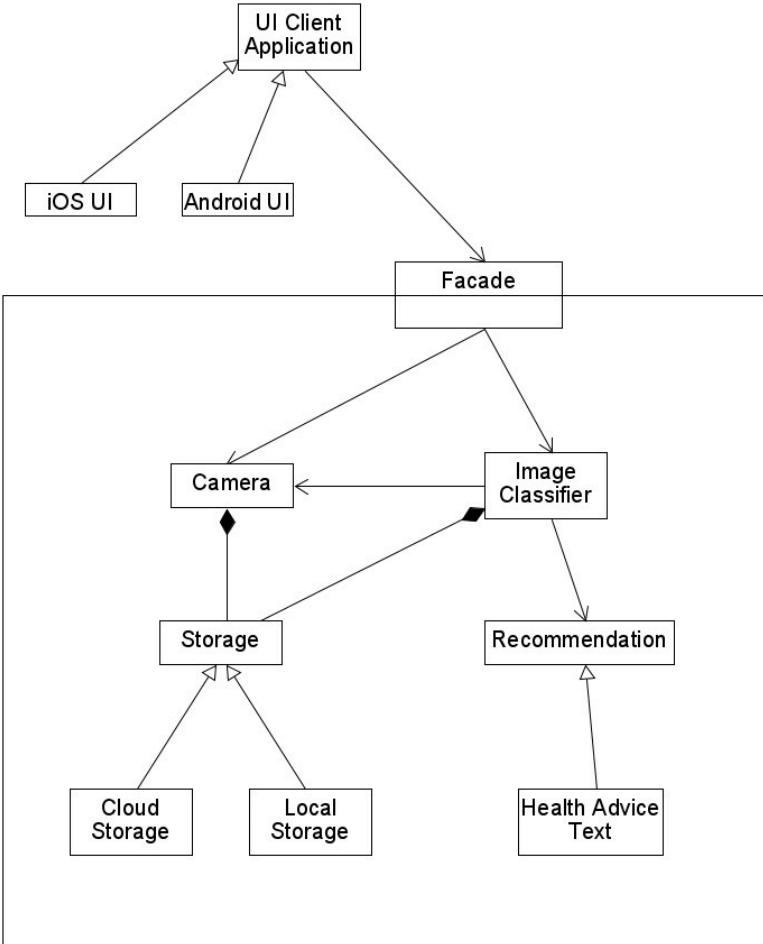 UI Client
Application
iOS UI
Android UI
Facade
Camera
Image
Classifier
Storage
Recommendation
Cloud
Storage
Local
Storage
Health Advice
Text